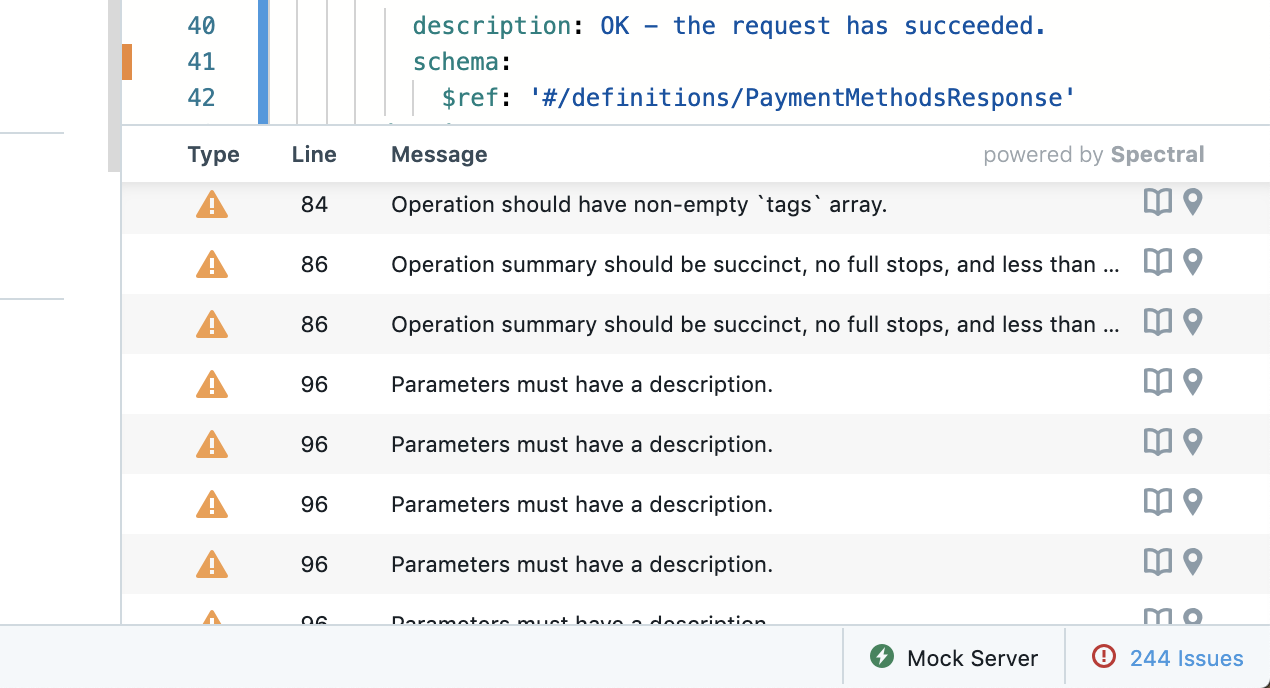 40 description: OK – the request has succeeded.
41 schema:
42 $ref: '#/definitions/PaymentMethodsResponse'
Type Line Message powered by Spectral
84 Operation should have non-empty `tags` array.
86 Operation summary should be succinct, no full stops, and less than ...
86 Operation summary should be succinct, no full stops, and less than ...
96 Parameters must have a description.
96 Parameters must have a description.
96 Parameters must have a description.
96 Parameters must have a description.
96 Parameters must have a description.
Mock Server 244 Issues